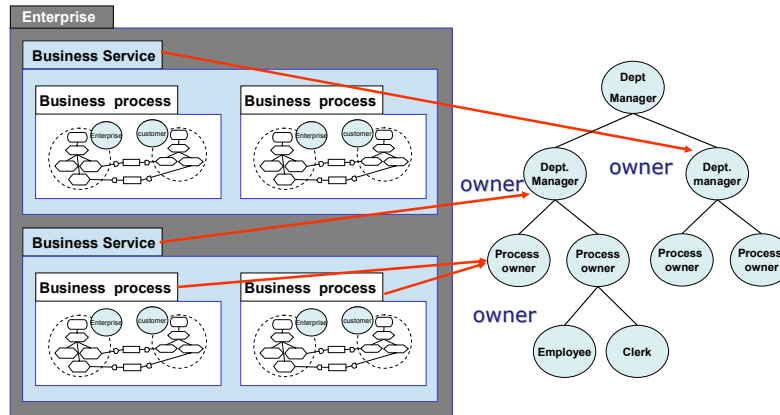 Enterprise
Business Service
Business process
Business process
Enterprise
customer
Enterprise
customer
Business Service
Business process
Business process
Enterprise
customer
Enterprise
customer
Dept
Manager
owner
Dept.
Manager
owner
Dept.
manager
Process
owner
Process
owner
Process
owner
Process
owner
owner
Employee
Clerk